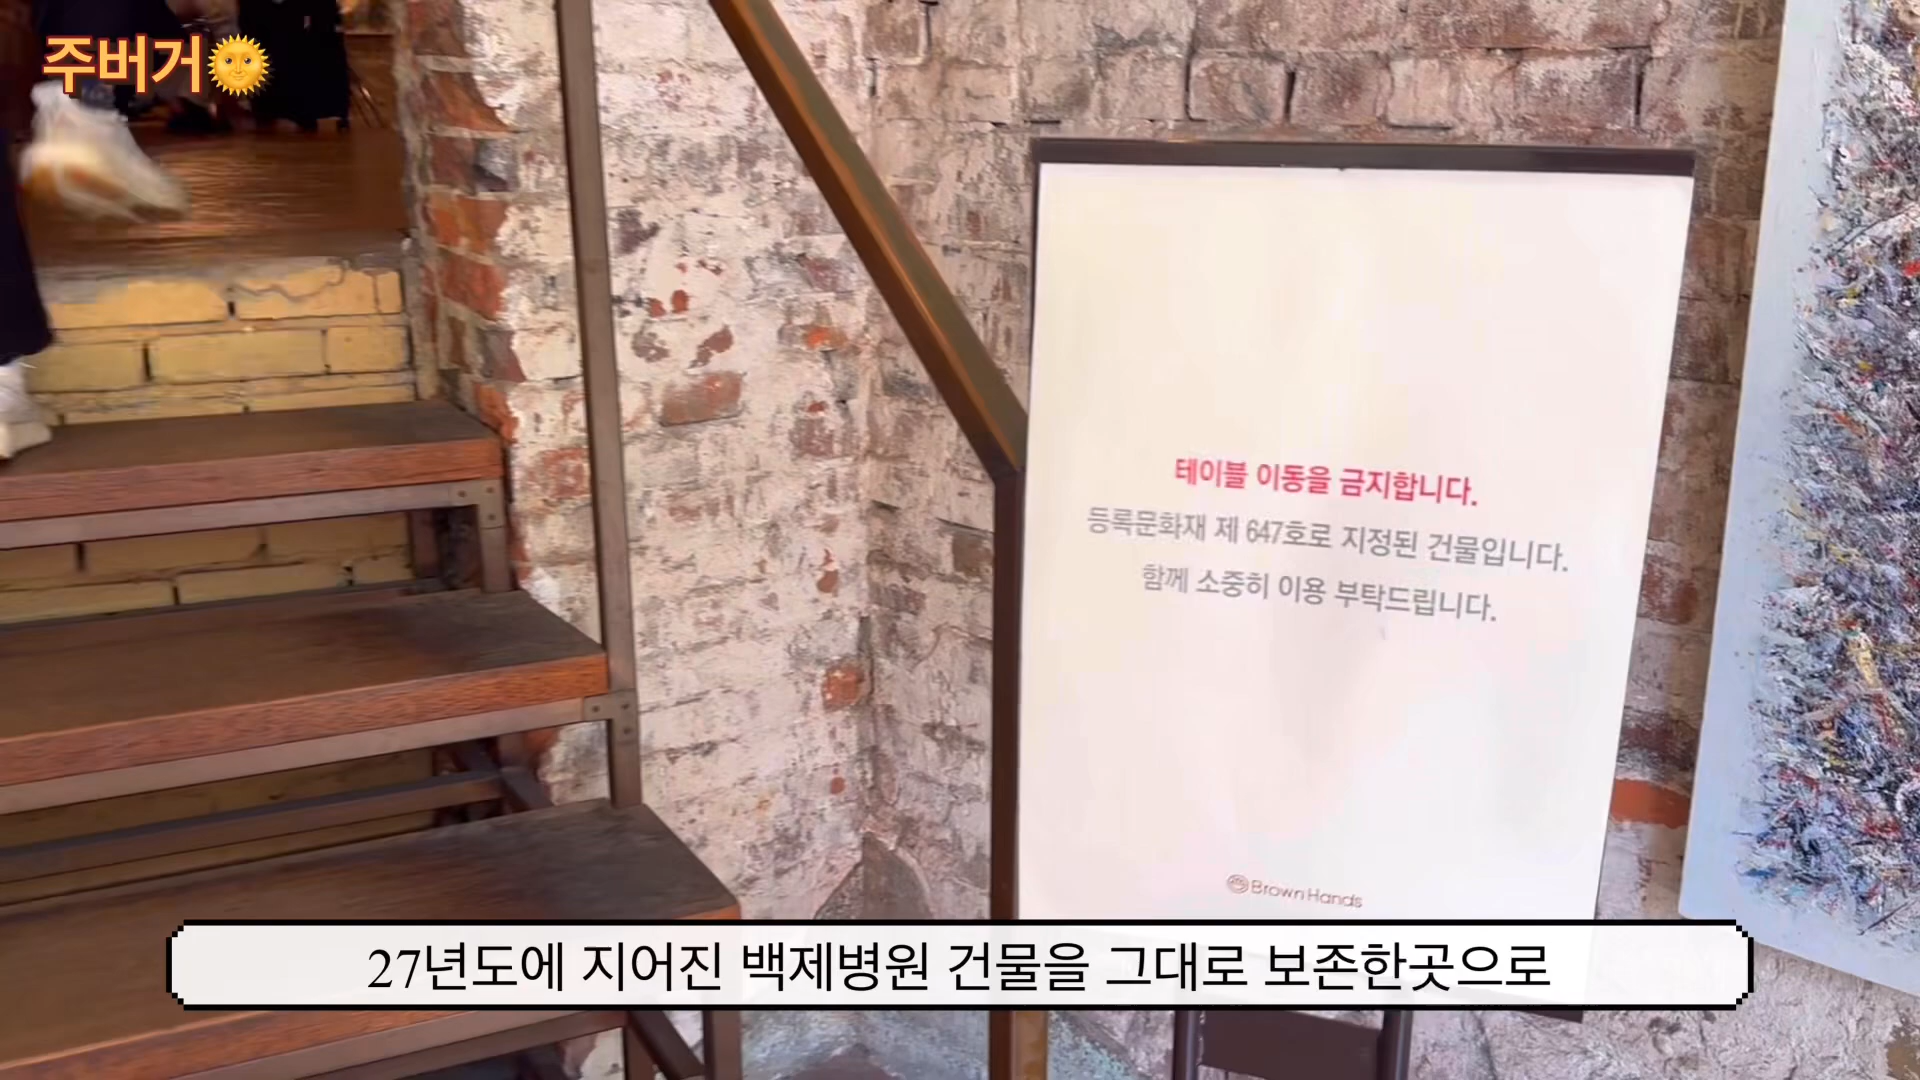 주버거🌞
테이블 이동을 금지합니다.
등록문화재 제 647호로 지정된 건물입니다.
함께 소중히 이용 부탁드립니다.
Brown Hands
27년도에 지어진 백제병원 건물을 그대로 보존한곳으로